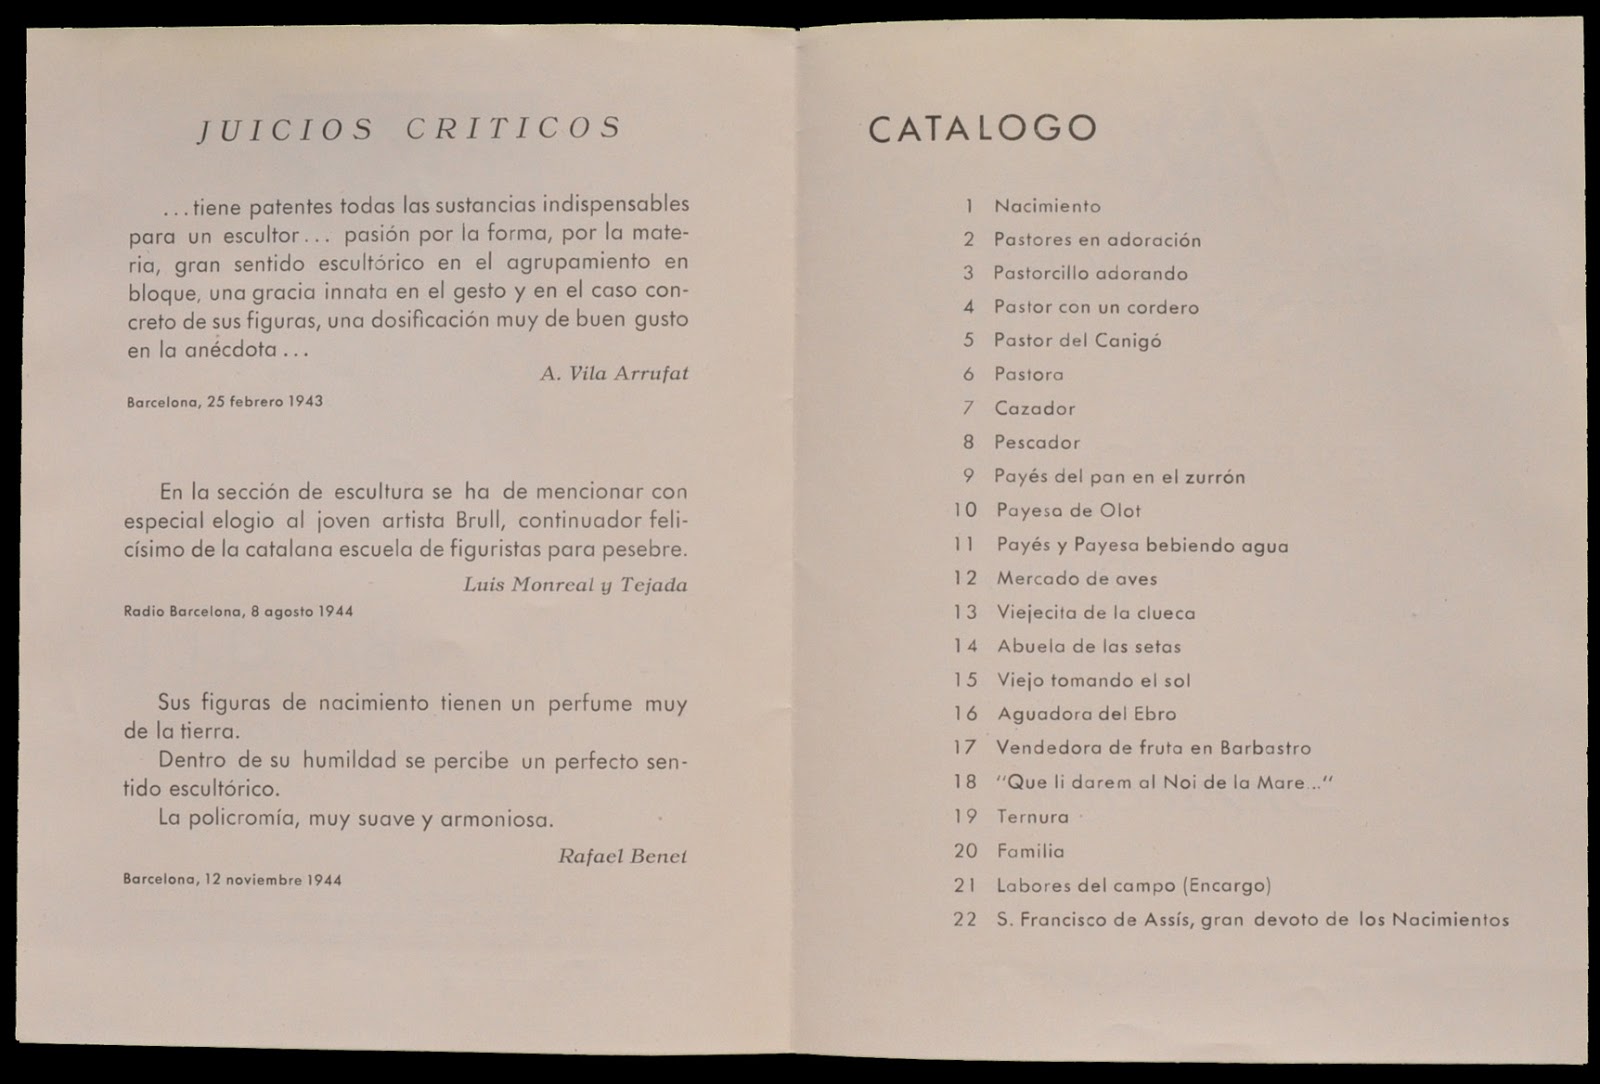 JUICIOS CRITICOS
...tiene patentes todas las sustancias indispensables
para un escultor... pasión por la forma, por la mate-
ria, gran sentido escultórico en el agrupamiento en
bloque, una gracia innata en el gesto y en el caso con-
creto de sus figuras, una dosificación muy de buen gusto
en la anécdota...
A. Vila Arrufat
Barcelona, 25 febrero 1943
En la sección de escultura se ha de mencionar con
especial elogio al joven artista Brull, continuador feli-
císimo de la catalana escuela de figuristas para pesebre.
Luis Monreal y Tejada
Radio Barcelona, 8 agosto 1944
Sus figuras de nacimiento tienen un perfume muy
de la tierra.
Dentro de su humildad se percibe un perfecto sen-
tido escultórico.
La policromía, muy suave y armoniosa.
Rafael Benet
Barcelona, 12 noviembre 1944
CATALOGO
1 Nacimiento
2 Pastores en adoración
3 Pastorcillo adorando
4 Pastor con un cordero
5 Pastor del Canigó
6 Pastora
7 Cazador
8 Pescador
9 Payés del pan en el zurrón
10 Payesa de Olot
11 Payés y Payesa bebiendo agua
12 Mercado de aves
13 Viejecita de la clueca
14 Abuela de las setas
15 Viejo tomando el sol
16 Aguadora del Ebro
17 Vendedora de fruta en Barbastro
18 "Que li darem al Noi de la Mare..."
19 Ternura
20 Familia
21 Labores del campo (Encargo)
22 S. Francisco de Assís, gran devoto de los Nacimientos